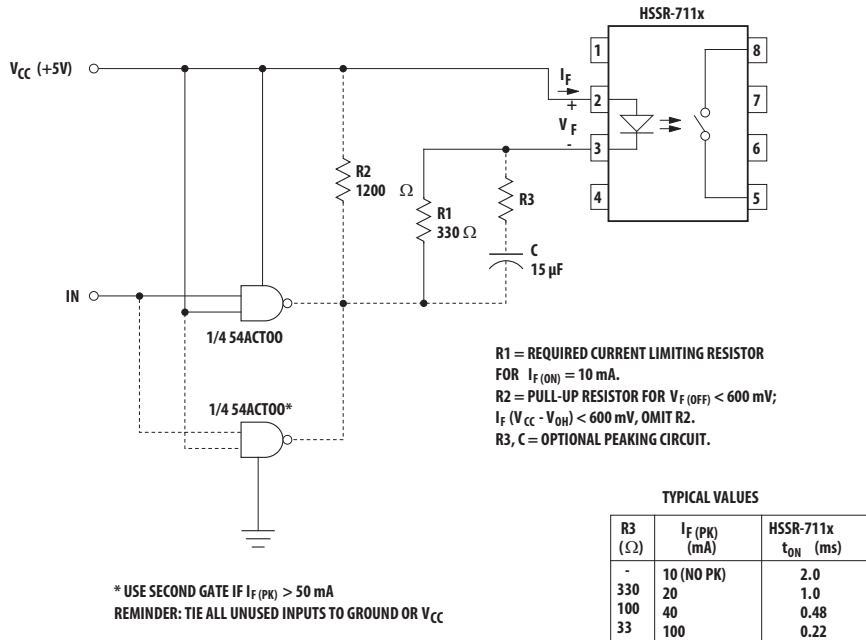 HSSR-711x
V_CC (+5V)
I_F
+
V_F
-
1
2
3
4
8
7
6
5
R2
1200 Ω
R1
330 Ω
R3
C
15 µF
IN
1/4 54ACTOO
1/4 54ACTOO*
R1 = REQUIRED CURRENT LIMITING RESISTOR
FOR I_F (ON) = 10 mA.
R2 = PULL-UP RESISTOR FOR V_F (OFF) < 600 mV;
I_F (V_CC - V_OH) < 600 mV, OMIT R2.
R3, C = OPTIONAL PEAKING CIRCUIT.
* USE SECOND GATE IF I_F (PK) > 50 mA
REMINDER: TIE ALL UNUSED INPUTS TO GROUND OR V_CC
TYPICAL VALUES
R3 (Ω) I_F (PK) (mA) HSSR-711x t_ON (ms)
- 10 (NO PK) 2.0
330 20 1.0
100 40 0.48
33 100 0.22